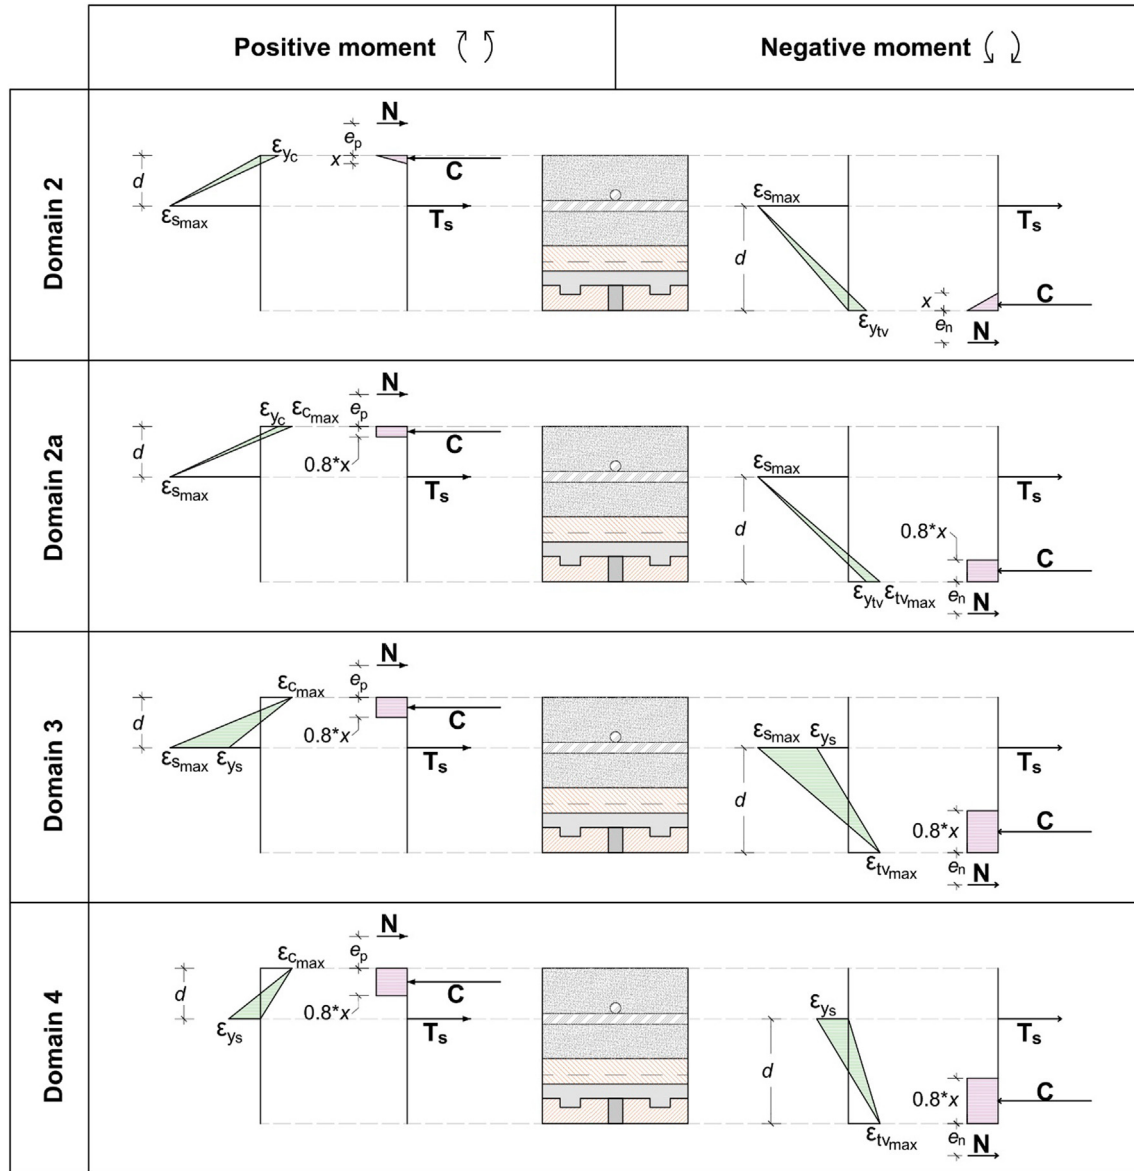 Positive moment
Negative moment
Domain 2
N
e_p
x
C
T_s
d
ε_yc
ε_smax
ε_smax
d
ε_ytv
T_s
x
C
e_n
N
Domain 2a
N
e_p
ε_yc ε_cmax
d
C
0.8*x
ε_smax
T_s
ε_smax
T_s
d
0.8*x
C
ε_ytv ε_tvmax
e_n
N
Domain 3
N
ε_cmax
e_p
d
C
0.8*x
ε_smax ε_ys
T_s
ε_smax ε_ys
T_s
d
0.8*x
C
ε_tvmax
e_n
N
Domain 4
N
ε_cmax
e_p
d
C
0.8*x
ε_ys
T_s
ε_ys
T_s
d
0.8*x
C
ε_tvmax
e_n
N